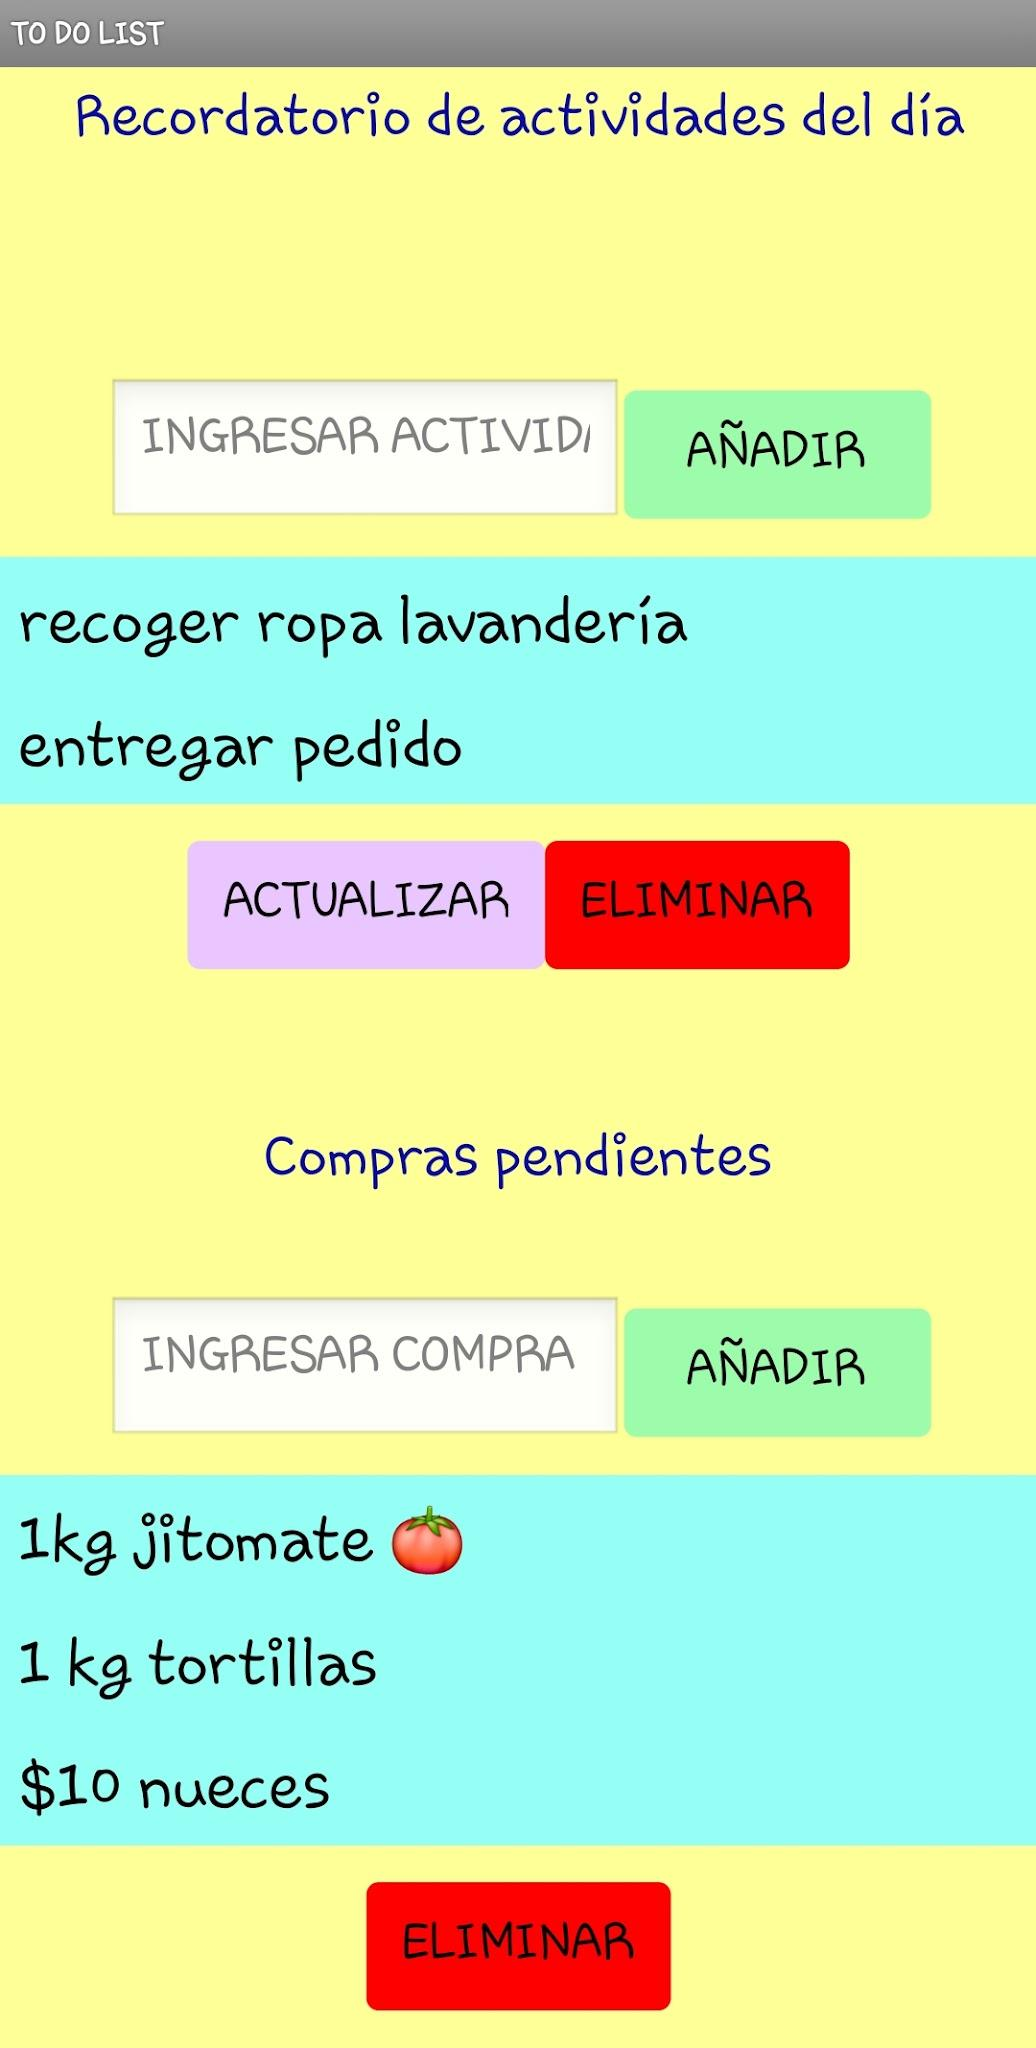 TO DO LIST
Recordatorio de actividades del día
INGRESAR ACTIVID
AÑADIR
recoger ropa lavandería
entregar pedido
ACTUALIZAR
ELIMINAR
Compras pendientes
INGRESAR COMPRA
AÑADIR
1kg jitomate 🍅
1 kg tortillas
$10 nueces
ELIMINAR